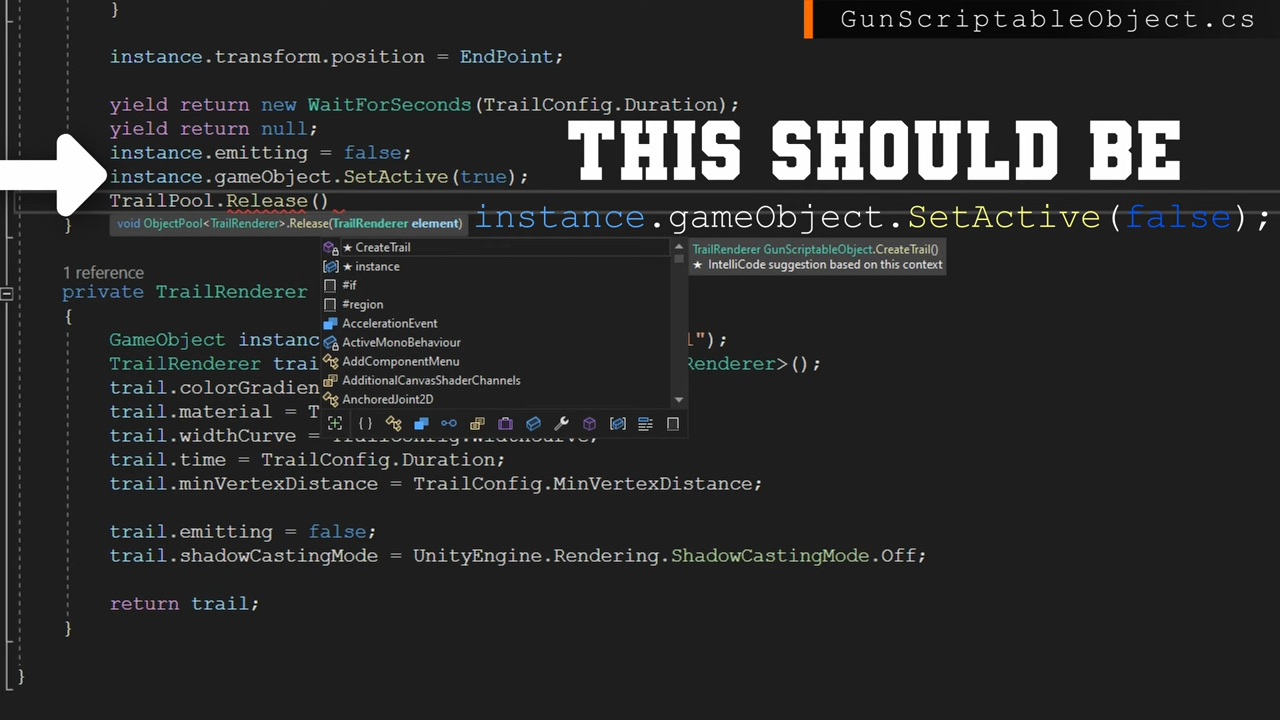 }
GunScriptableObject.cs
instance.transform.position = EndPoint;
yield return new WaitForSeconds(TrailConfig.Duration);
yield return null;
THIS SHOULD BE
instance.emitting = false;
instance.gameObject.SetActive(true);
TrailPool.Release()
instance.gameObject.SetActive(false);
void ObjectPool<TrailRenderer>.Release(TrailRenderer element)
}
★ CreateTrail
TrailRenderer GunScriptableObject.CreateTrail()
★ IntelliCode suggestion based on this context
★ instance
1 reference
#if
private TrailRenderer
#region
{
AccelerationEvent
GameObject instanc
ActiveMonoBehaviour
l");
TrailRenderer trai
AddComponentMenu
Renderer>();
trail.colorGradien
AdditionalCanvasShaderChannels
AnchoredJoint2D
trail.material = T
trail.widthCurve = TrailConfig.WidthCurve;
trail.time = TrailConfig.Duration;
trail.minVertexDistance = TrailConfig.MinVertexDistance;
trail.emitting = false;
trail.shadowCastingMode = UnityEngine.Rendering.ShadowCastingMode.Off;
return trail;
}
}